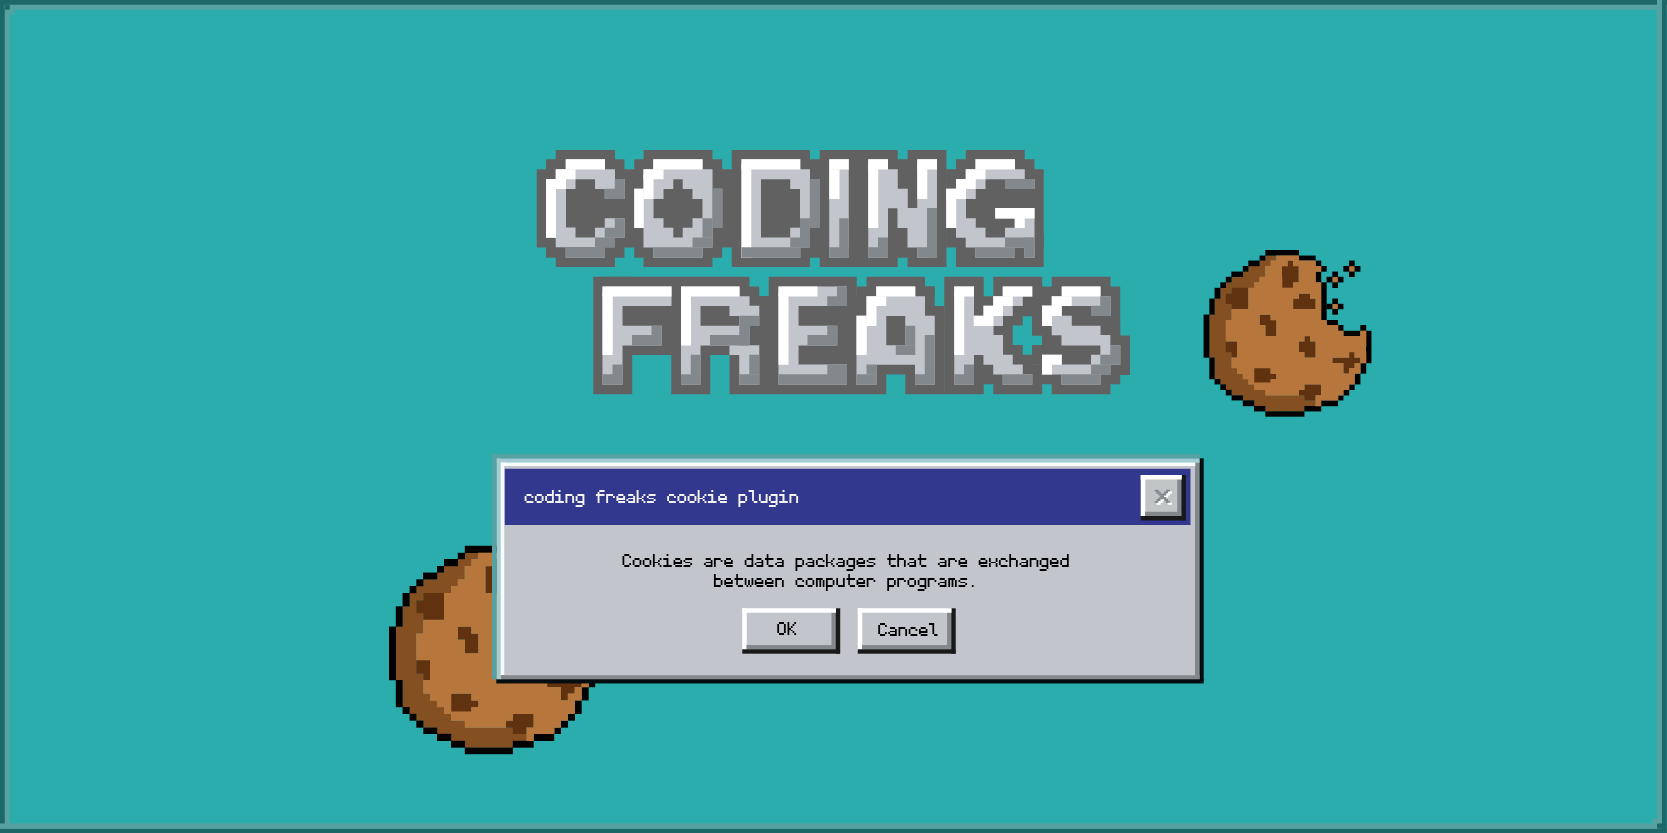 CODING
FREAKS
coding freaks cookie plugin
Cookies are data packages that are exchanged
between computer programs.
OK
Cancel